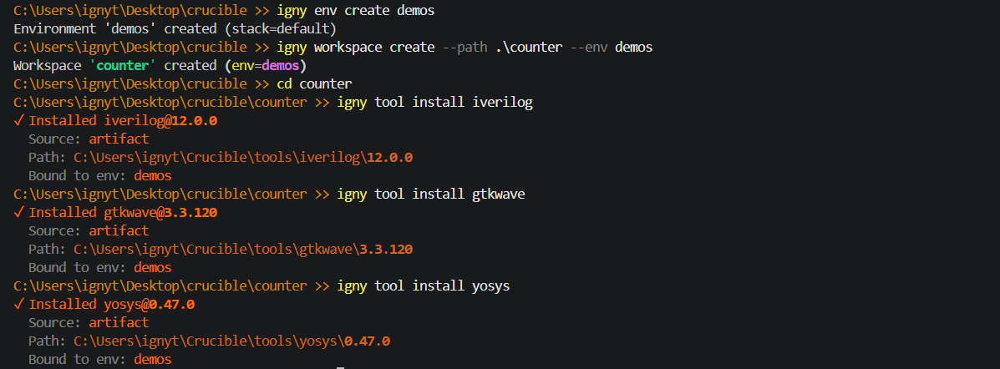 C:\Users\ignyt\Desktop\crucible >> igny env create demos
Environment 'demos' created (stack=default)
C:\Users\ignyt\Desktop\crucible >> igny workspace create --path .\counter --env demos
Workspace 'counter' created (env=demos)
C:\Users\ignyt\Desktop\crucible >> cd counter
C:\Users\ignyt\Desktop\crucible\counter >> igny tool install iverilog
✓ Installed iverilog@12.0.0
  Source: artifact
  Path: C:\Users\ignyt\Crucible\tools\iverilog\12.0.0
  Bound to env: demos
C:\Users\ignyt\Desktop\crucible\counter >> igny tool install gtkwave
✓ Installed gtkwave@3.3.120
  Source: artifact
  Path: C:\Users\ignyt\Crucible\tools\gtkwave\3.3.120
  Bound to env: demos
C:\Users\ignyt\Desktop\crucible\counter >> igny tool install yosys
✓ Installed yosys@0.47.0
  Source: artifact
  Path: C:\Users\ignyt\Crucible\tools\yosys\0.47.0
  Bound to env: demos